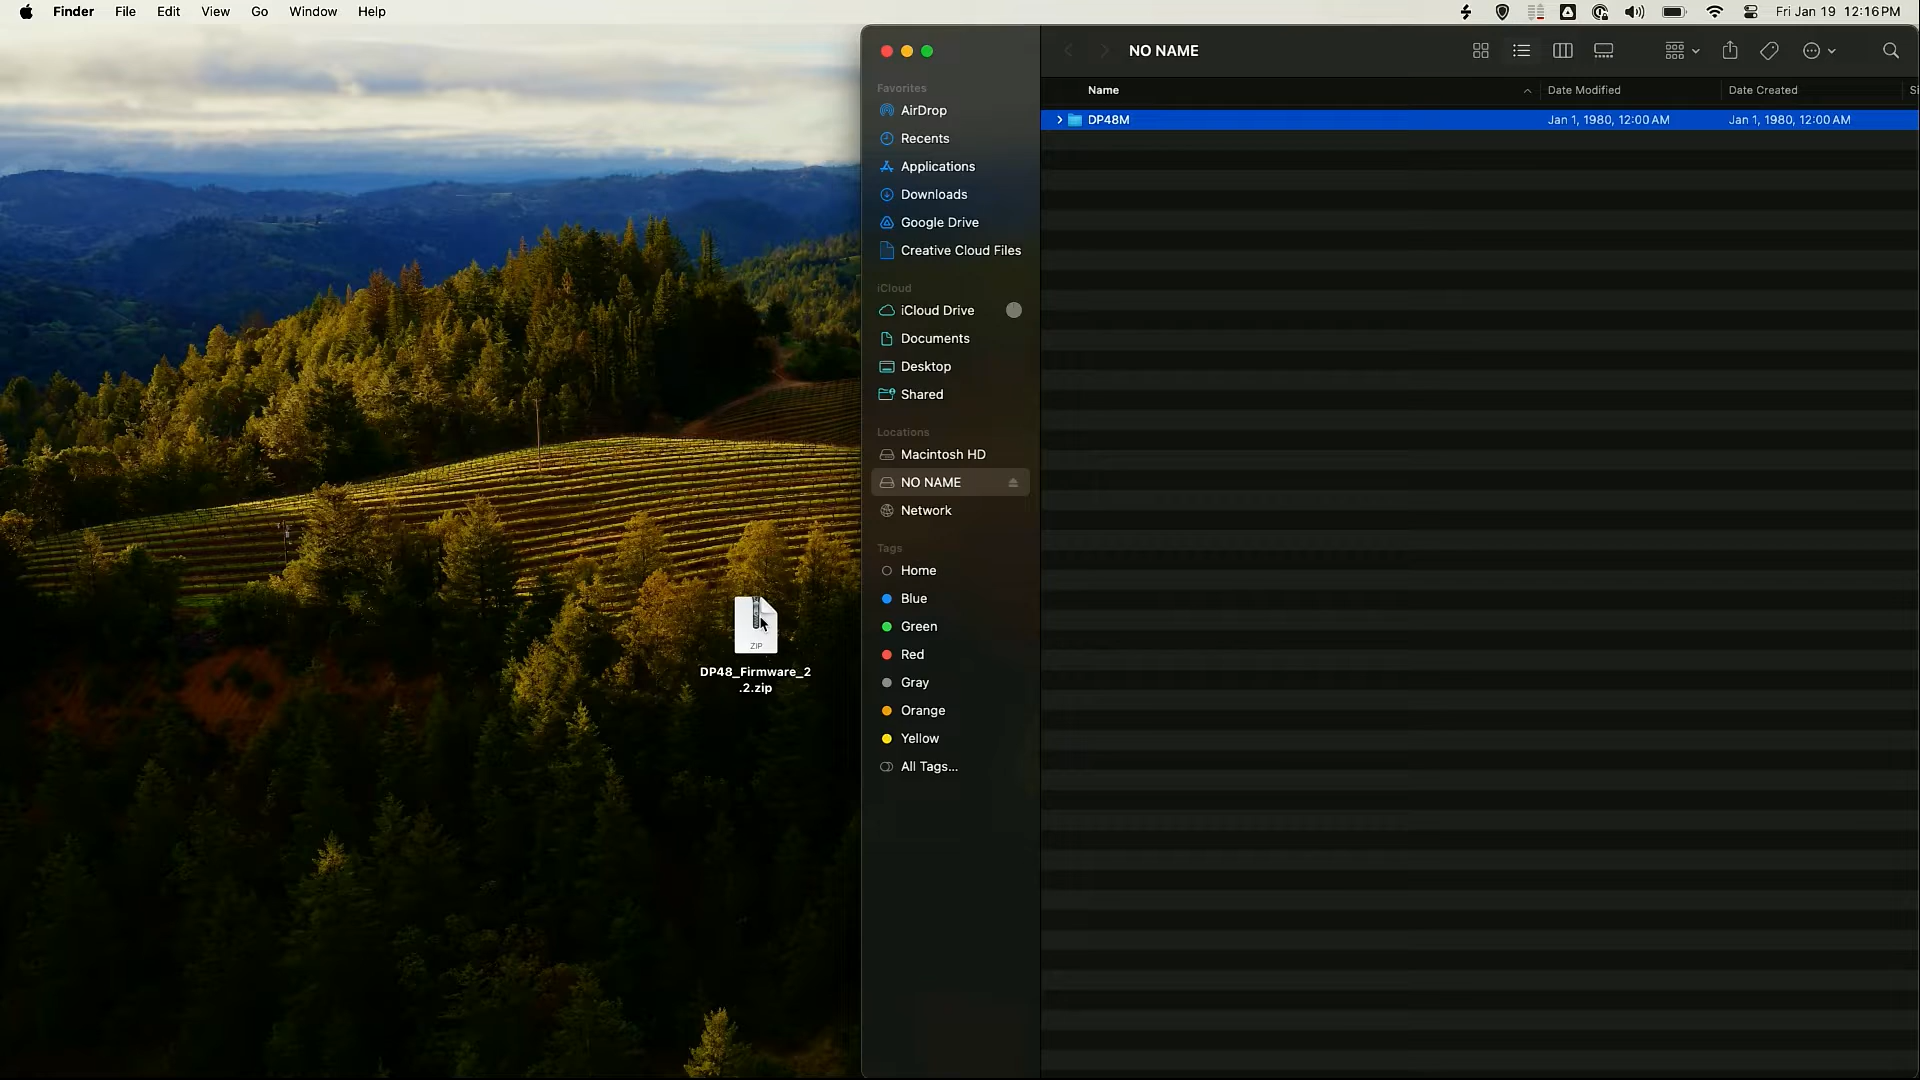 Finder File Edit View Go Window Help Fri Jan 19 12:16 PM
NO NAME
Favorites
AirDrop
Recents
Applications
Downloads
Google Drive
Creative Cloud Files
iCloud
iCloud Drive
Documents
Desktop
Shared
Locations
Macintosh HD
NO NAME
Network
Tags
Home
Blue
Green
Red
Gray
Orange
Yellow
All Tags...
Name Date Modified Date Created
DP48M Jan 1, 1980, 12:00 AM Jan 1, 1980, 12:00 AM
ZIP
DP48_Firmware_2
.2.zip